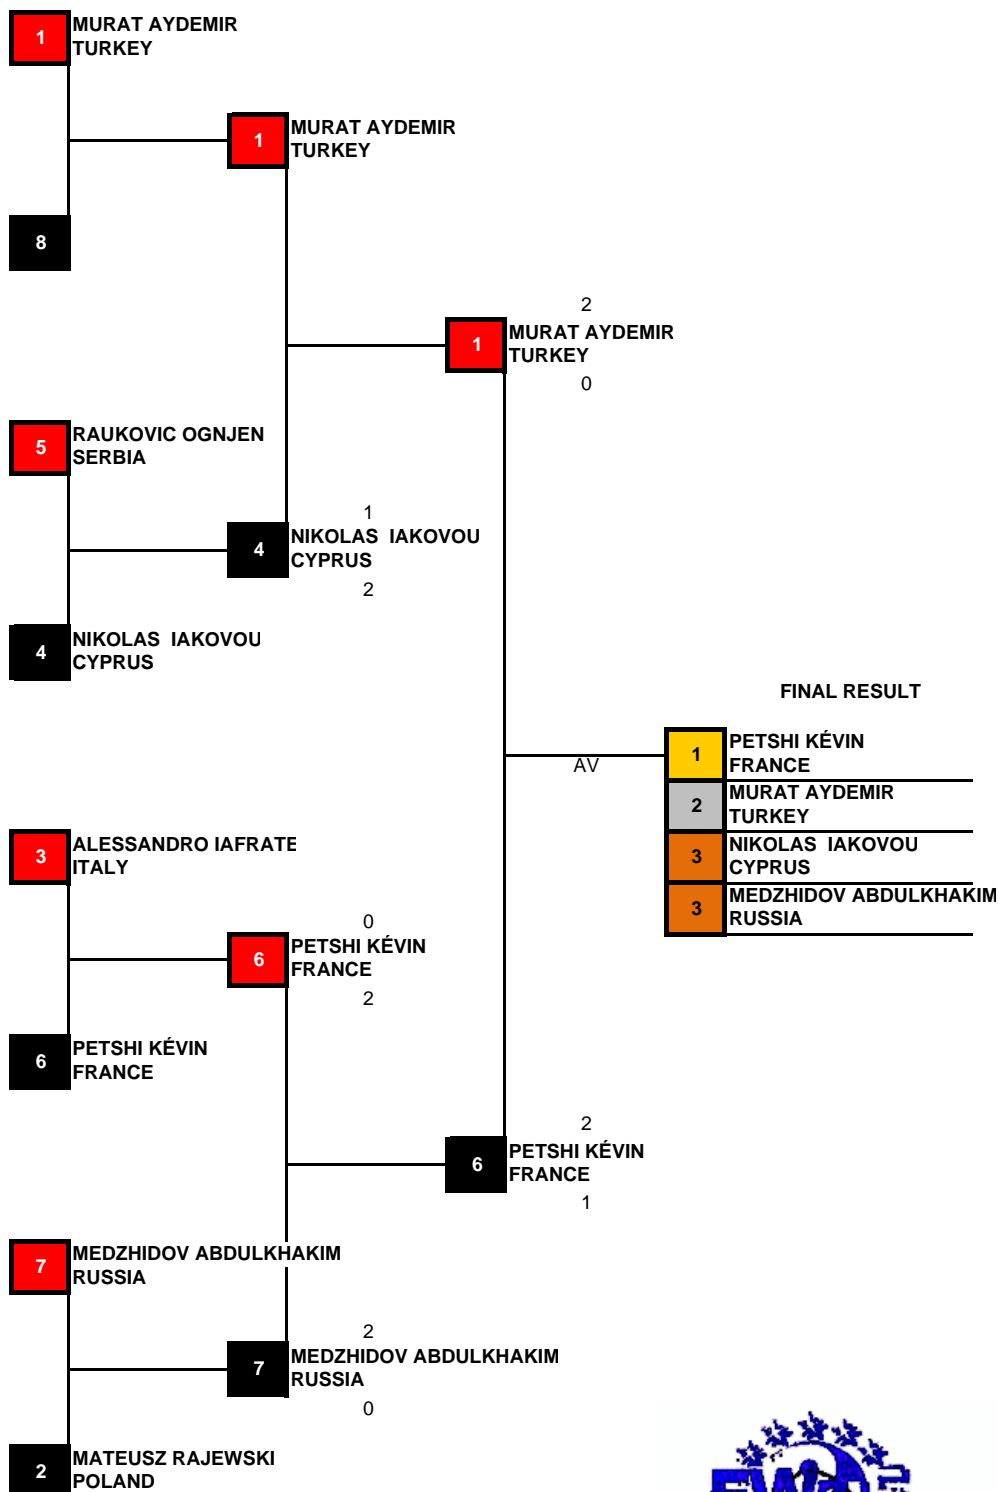 1
MURAT AYDEMIR
TURKEY
1
MURAT AYDEMIR
TURKEY
8
2
1
MURAT AYDEMIR
TURKEY
0
5
RAUKOVIC OGNJEN
SERBIA
1
4
NIKOLAS  IAKOVOU
CYPRUS
2
4
NIKOLAS  IAKOVOU
CYPRUS
FINAL RESULT
AV
1
PETSHI KÉVIN
FRANCE
2
MURAT AYDEMIR
TURKEY
3
NIKOLAS  IAKOVOU
CYPRUS
3
MEDZHIDOV ABDULKHAKIM
RUSSIA
3
ALESSANDRO IAFRATE
ITALY
0
6
PETSHI KÉVIN
FRANCE
2
6
PETSHI KÉVIN
FRANCE
2
6
PETSHI KÉVIN
FRANCE
1
7
MEDZHIDOV ABDULKHAKIM
RUSSIA
2
7
MEDZHIDOV ABDULKHAKIM
RUSSIA
0
2
MATEUSZ RAJEWSKI
POLAND